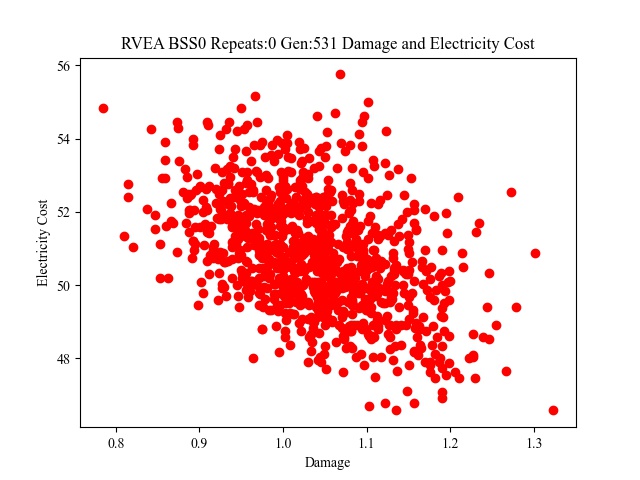 RVEA BSS0 Repeats:0 Gen:531 Damage and Electricity Cost
56
54
52
50
48
Electricity Cost
0.8 0.9 1.0 1.1 1.2 1.3
Damage